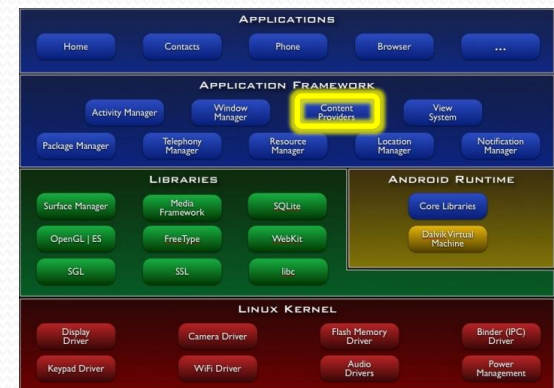 APPLICATIONS
Home Contacts Phone Browser ...
APPLICATION FRAMEWORK
Activity Manager Window Manager Content Providers View System
Package Manager Telephony Manager Resource Manager Location Manager Notification Manager
LIBRARIES
Surface Manager Media Framework SQLite
OpenGL | ES FreeType WebKit
SGL SSL libc
ANDROID RUNTIME
Core Libraries
Dalvik Virtual Machine
LINUX KERNEL
Display Driver Camera Driver Flash Memory Driver Binder (IPC) Driver
Keypad Driver WiFi Driver Audio Drivers Power Management